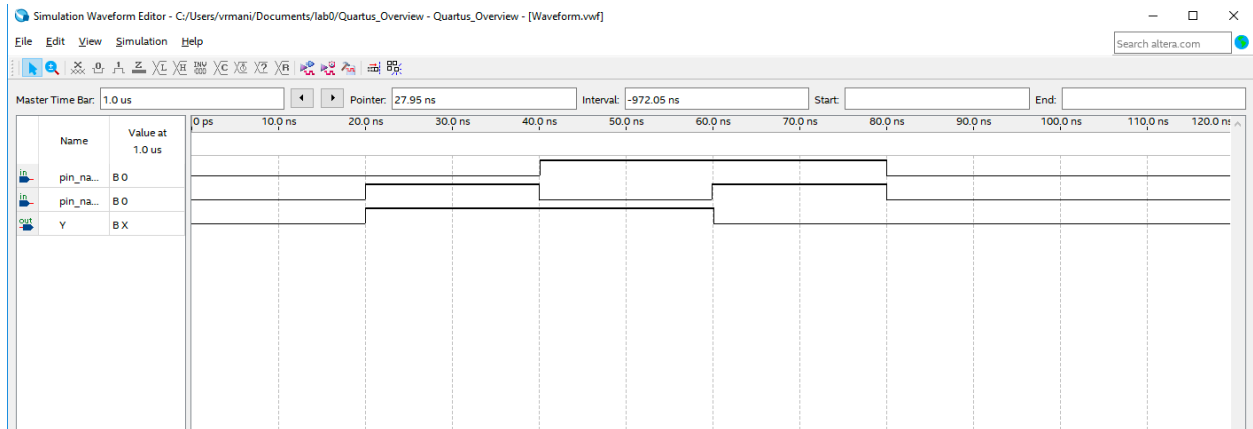 Simulation Waveform Editor - C:/Users/vrmani/Documents/lab0/Quartus_Overview - Quartus_Overview - [Waveform.vwf]
File Edit View Simulation Help
Search altera.com
Master Time Bar: 1.0 us Pointer: 27.95 ns Interval: -972.05 ns Start: End:
Name Value at 1.0 us
0 ps 10.0 ns 20.0 ns 30.0 ns 40.0 ns 50.0 ns 60.0 ns 70.0 ns 80.0 ns 90.0 ns 100.0 ns 110.0 ns 120.0 ns
in pin_na... B 0
in pin_na... B 0
out Y B X